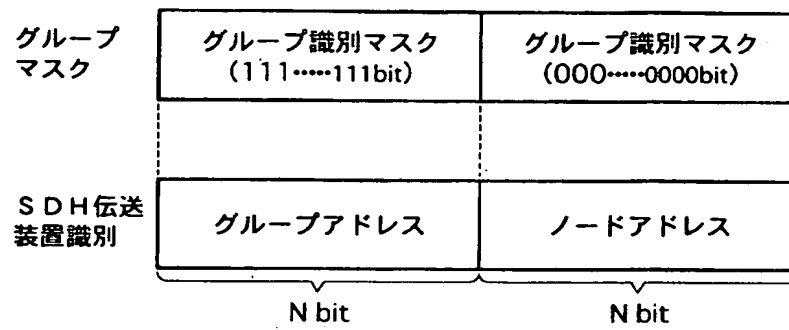 グループ
マスク
グループ識別マスク
(111・・・・・111bit)
グループ識別マスク
(000・・・・・0000bit)
SDH伝送
装置識別
グループアドレス
ノードアドレス
N bit
N bit